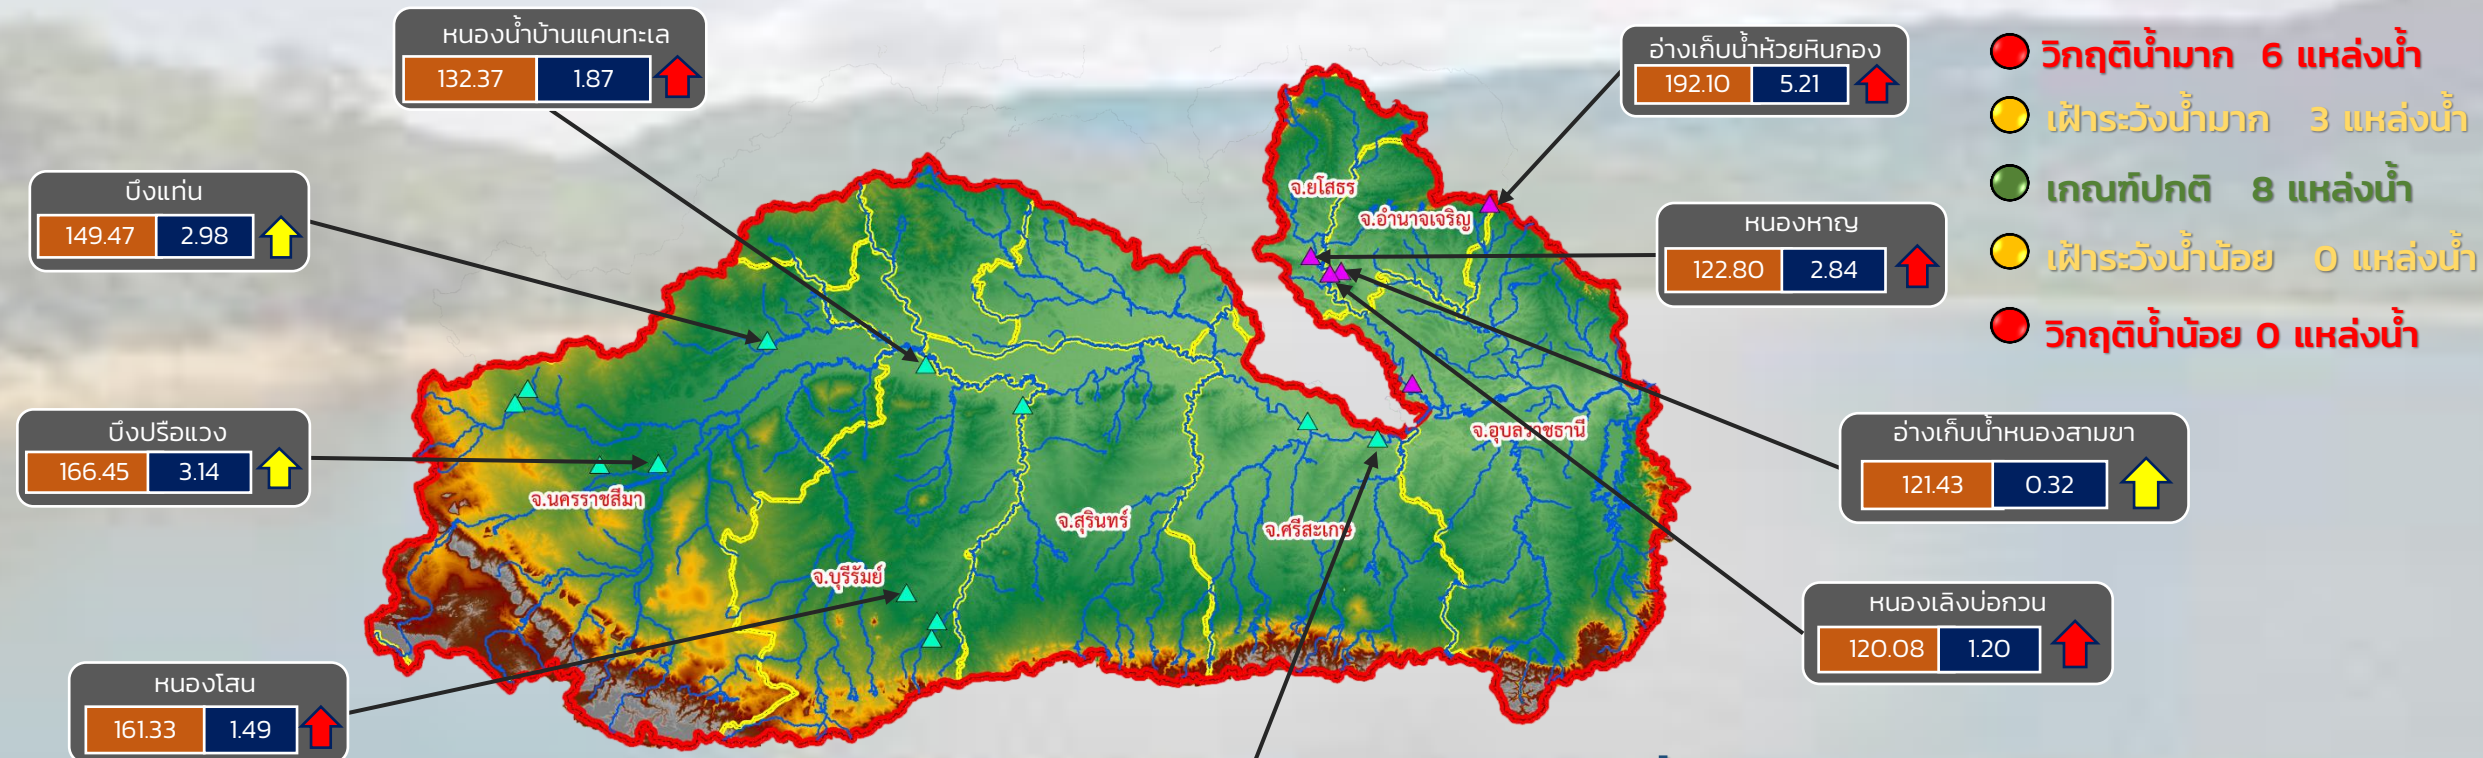 หนองน้ำบ้านแคนทะเล
132.37 1.87
อ่างเก็บน้ำห้วยหินกอง
192.10 5.21
วิกฤติน้ำมาก 6 แหล่งน้ำ
เฝ้าระวังน้ำมาก 3 แหล่งน้ำ
เกณฑ์ปกติ 8 แหล่งน้ำ
เฝ้าระวังน้ำน้อย 0 แหล่งน้ำ
วิกฤติน้ำน้อย 0 แหล่งน้ำ
บึงแท่น
149.47 2.98
จ.ยโสธร
จ.อำนาจเจริญ
หนองหาญ
122.80 2.84
บึงปรือแวง
166.45 3.14
จ.นครราชสีมา
จ.สุรินทร์
จ.ศรีสะเกษ
จ.อุบลราชธานี
จ.บุรีรัมย์
อ่างเก็บน้ำหนองสามขา
121.43 0.32
หนองเลิงบ่อกวน
120.08 1.20
หนองโสน
161.33 1.49